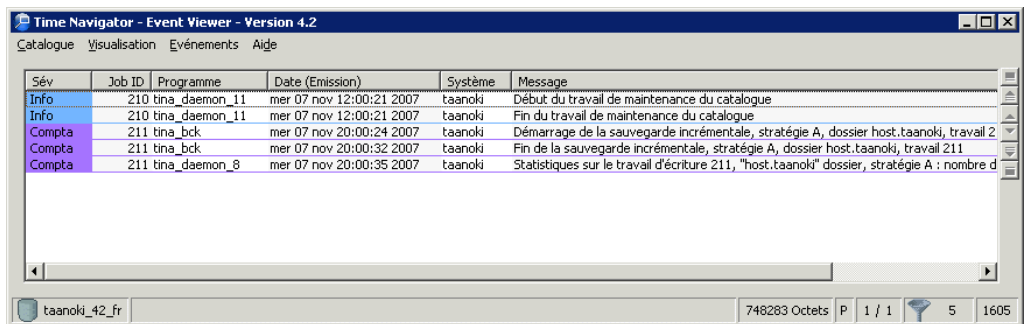 Time Navigator - Event Viewer - Version 4.2
Catalogue Visualisation Evénements Aide
Sév Job ID Programme Date (Emission) Système Message
Info 210 tina_daemon_11 mer 07 nov 12:00:21 2007 taanoki Début du travail de maintenance du catalogue
Info 210 tina_daemon_11 mer 07 nov 12:00:21 2007 taanoki Fin du travail de maintenance du catalogue
Compta 211 tina_bck mer 07 nov 20:00:24 2007 taanoki Démarrage de la sauvegarde incrémentale, stratégie A, dossier host.taanoki, travail 2
Compta 211 tina_bck mer 07 nov 20:00:32 2007 taanoki Fin de la sauvegarde incrémentale, stratégie A, dossier host.taanoki, travail 211
Compta 211 tina_daemon_8 mer 07 nov 20:00:35 2007 taanoki Statistiques sur le travail d'écriture 211, "host.taanoki" dossier, stratégie A : nombre d
taanoki_42_fr 748283 Octets P 1 / 1 5 1605